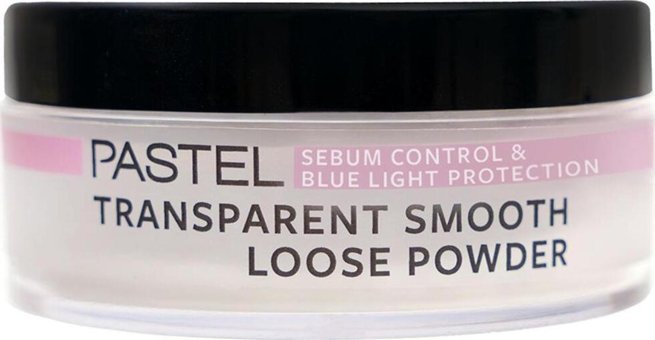 PASTEL
SEBUM CONTROL &
BLUE LIGHT PROTECTION
TRANSPARENT SMOOTH
LOOSE POWDER